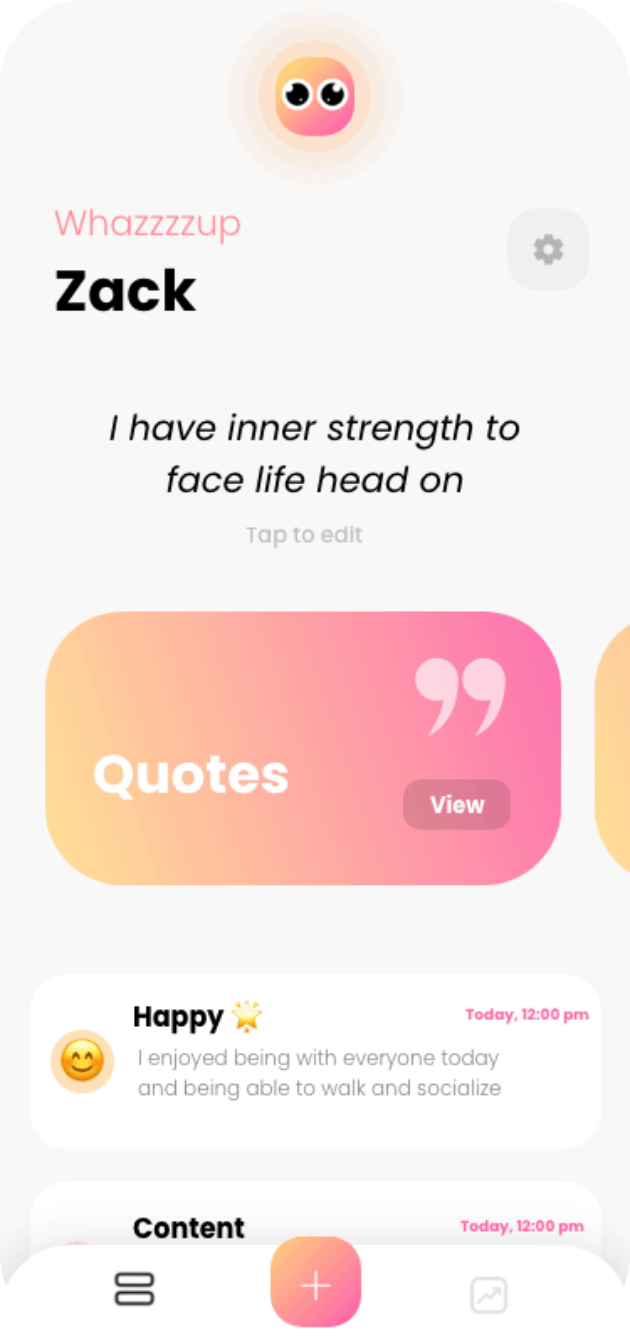 Whazzzzup
Zack
I have inner strength to
face life head on
Tap to edit
Quotes
View
Happy 🌟
Today, 12:00 pm
I enjoyed being with everyone today
and being able to walk and socialize
Content
Today, 12:00 pm